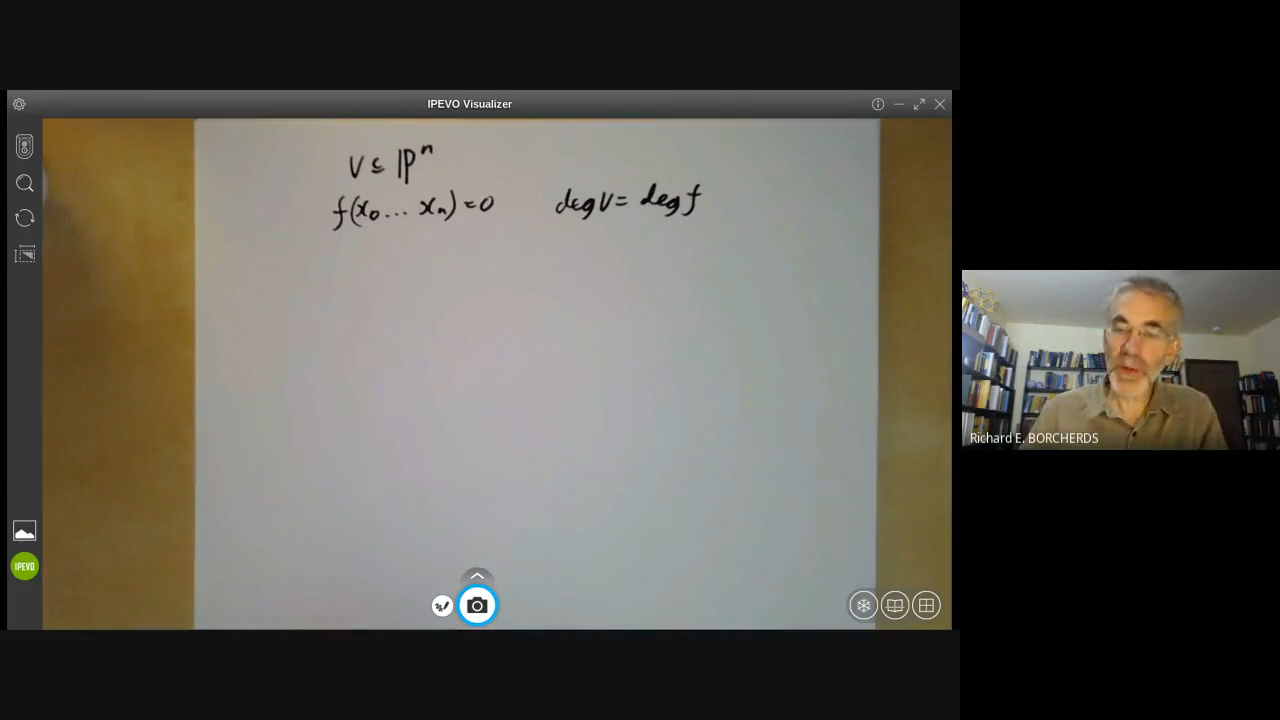 IPEVO Visualizer
V ⊆ ℙⁿ
f(x₀ ... xₙ) = 0 deg V = deg f
Richard E. BORCHERDS
IPEVO